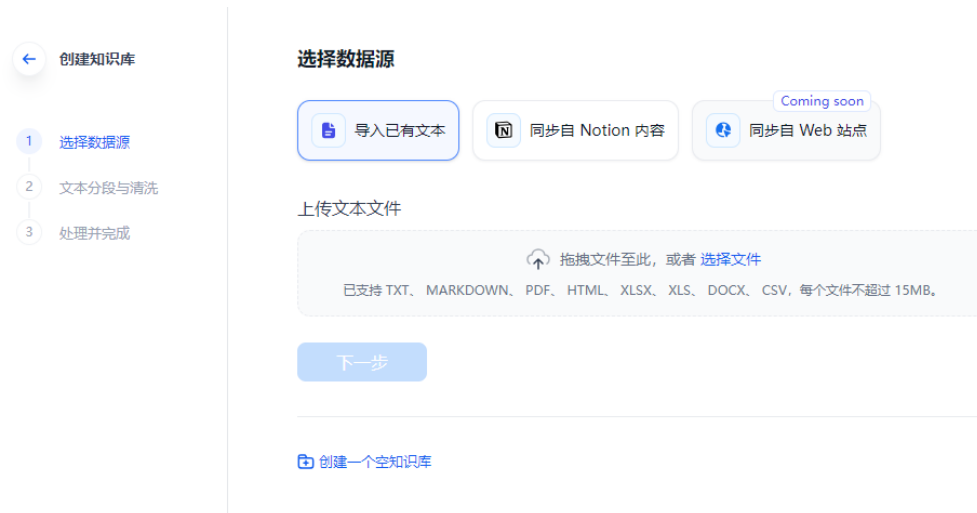 创建知识库
1 选择数据源
2 文本分段与清洗
3 处理并完成
选择数据源
Coming soon
导入已有文本
同步自 Notion 内容
同步自 Web 站点
上传文本文件
拖拽文件至此，或者 选择文件
已支持 TXT、 MARKDOWN、 PDF、 HTML、 XLSX、 XLS、 DOCX、 CSV，每个文件不超过 15MB。
下一步
创建一个空知识库